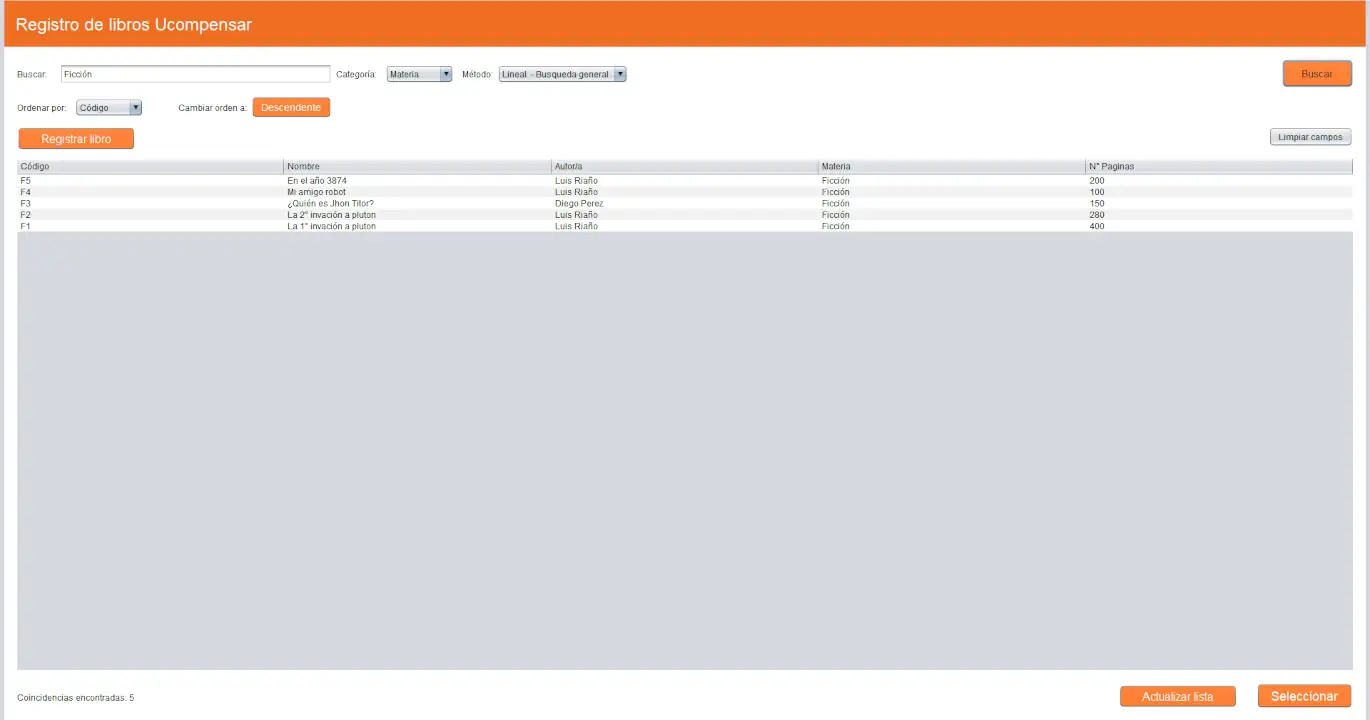 Registro de libros Ucompensar
Buscar: Ficción Categoría: Materia Método: Lineal - Busqueda general Buscar
Ordenar por: Código Cambiar orden a: Descendente
Registrar libro Limpiar campos
Código Nombre Autor/a Materia N° Paginas
F5 En el año 3874 Luis Riaño Ficción 200
F4 Mi amigo robot Luis Riaño Ficción 100
F3 ¿Quién es Jhon Titor? Diego Perez Ficción 150
F2 La 2° invación a pluton Luis Riaño Ficción 280
F1 La 1° invación a pluton Luis Riaño Ficción 400
Coincidencias encontradas: 5 Actualizar lista Seleccionar